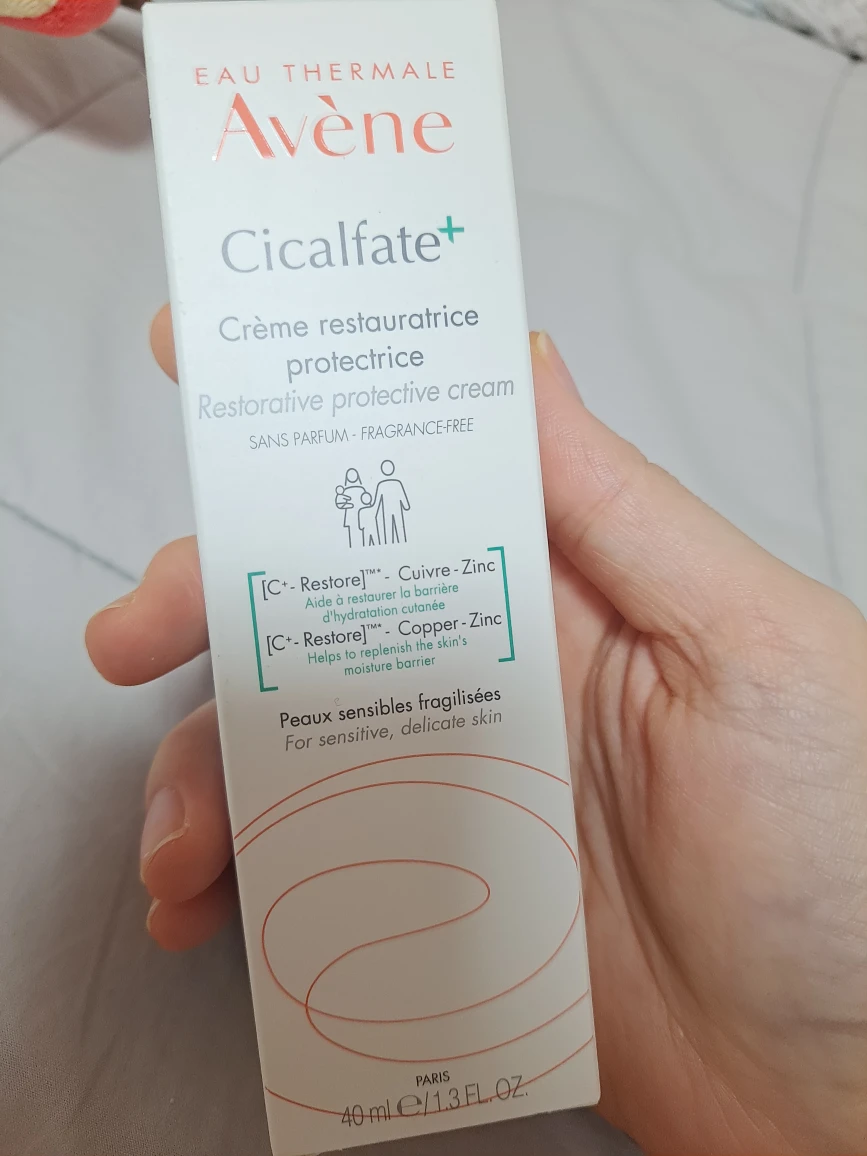 EAU THERMALE
Avène
Cicalfate+
Crème restauratrice
protectrice
Restorative protective cream
SANS PARFUM - FRAGRANCE-FREE
[C+- Restore]™* - Cuivre - Zinc
Aide à restaurer la barrière
d'hydratation cutanée
[C+- Restore]™* - Copper - Zinc
Helps to replenish the skin's
moisture barrier
Peaux sensibles fragilisées
For sensitive, delicate skin
PARIS
40 ml ℮/1.3 FL.OZ.